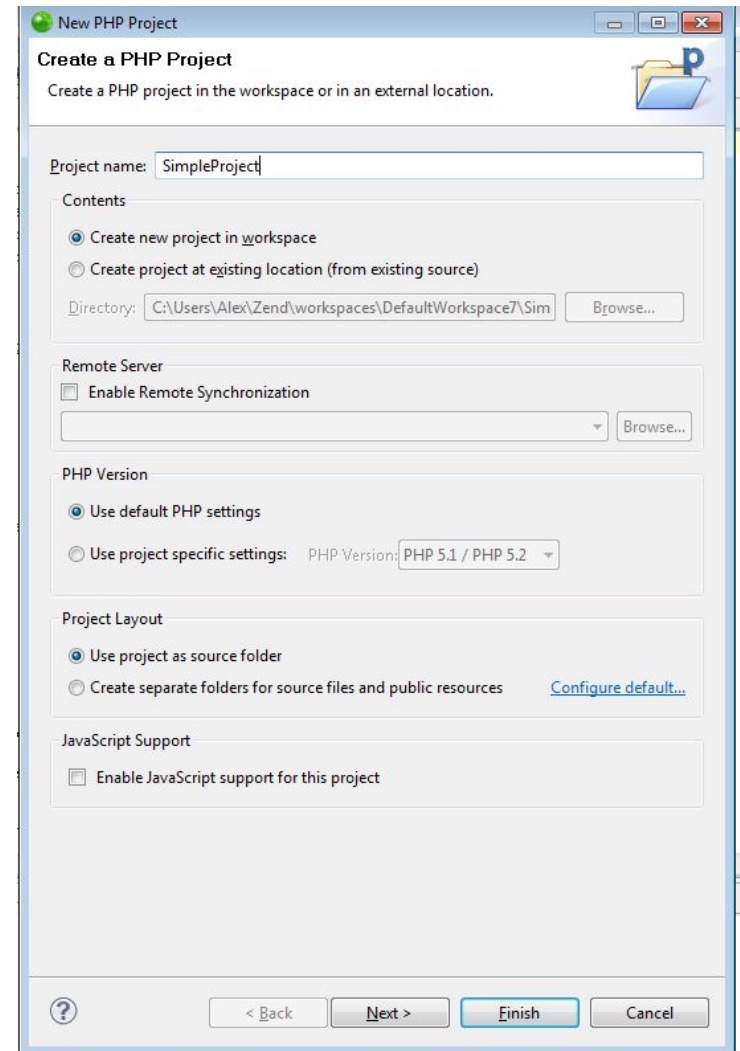 New PHP Project
Create a PHP Project
Create a PHP project in the workspace or in an external location.
Project name: SimpleProject
Contents
Create new project in workspace
Create project at existing location (from existing source)
Directory: C:\Users\Alex\Zend\workspaces\DefaultWorkspace7\Sim Browse...
Remote Server
Enable Remote Synchronization
Browse...
PHP Version
Use default PHP settings
Use project specific settings: PHP Version: PHP 5.1 / PHP 5.2
Project Layout
Use project as source folder
Create separate folders for source files and public resources Configure default...
JavaScript Support
Enable JavaScript support for this project
? < Back Next > Finish Cancel